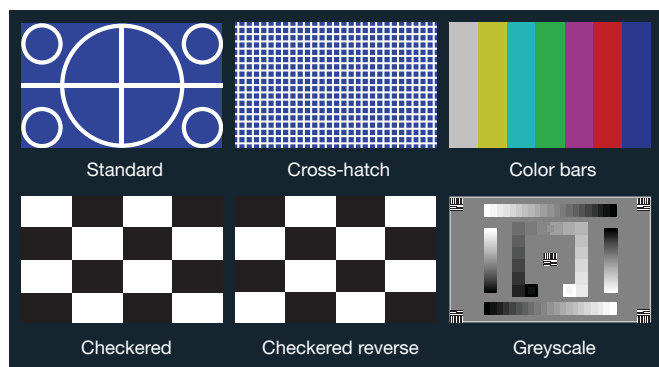 Standard
Cross-hatch
Color bars
Checkered
Checkered reverse
Greyscale